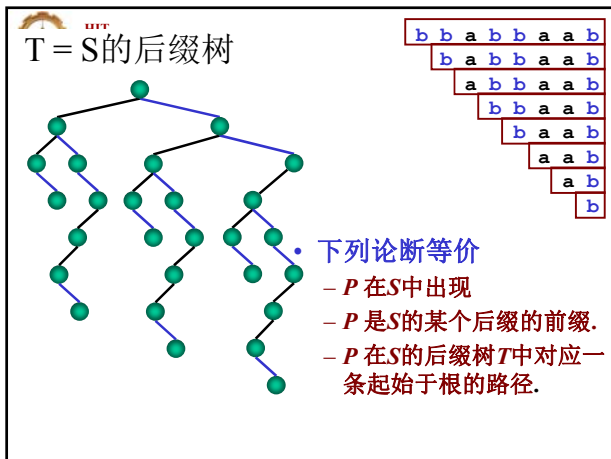 HIT
T = S的后缀树
b b a b b a a b
b a b b a a b
a b b a a b
b b a a b
b a a b
a a b
a b
b
• 下列论断等价
– P 在S中出现
– P 是S的某个后缀的前缀.
– P 在S的后缀树T中对应一
条起始于根的路径.